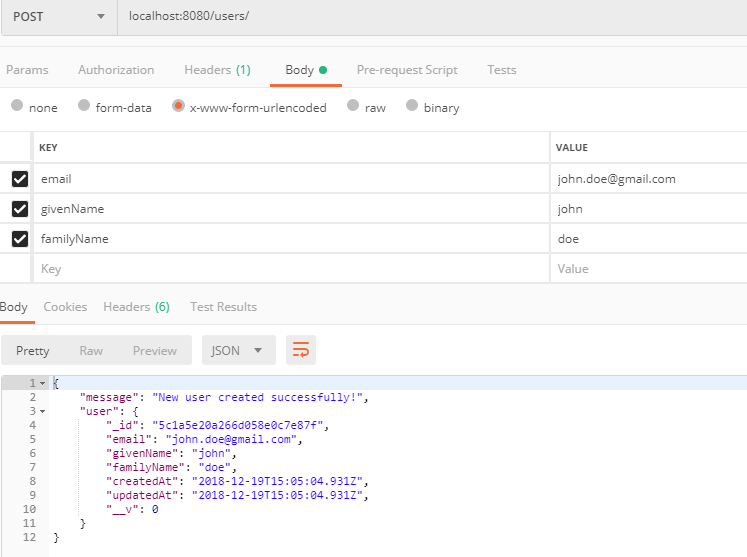 POST localhost:8080/users/
Params Authorization Headers (1) Body Pre-request Script Tests
none form-data x-www-form-urlencoded raw binary
KEY VALUE
email john.doe@gmail.com
givenName john
familyName doe
Key Value
Body Cookies Headers (6) Test Results
Pretty Raw Preview JSON
1 {
2 "message": "New user created successfully!",
3 "user": {
4 "_id": "5c1a5e20a266d058e0c7e87f",
5 "email": "john.doe@gmail.com",
6 "givenName": "john",
7 "familyName": "doe",
8 "createdAt": "2018-12-19T15:05:04.931Z",
9 "updatedAt": "2018-12-19T15:05:04.931Z",
10 "__v": 0
11 }
12 }